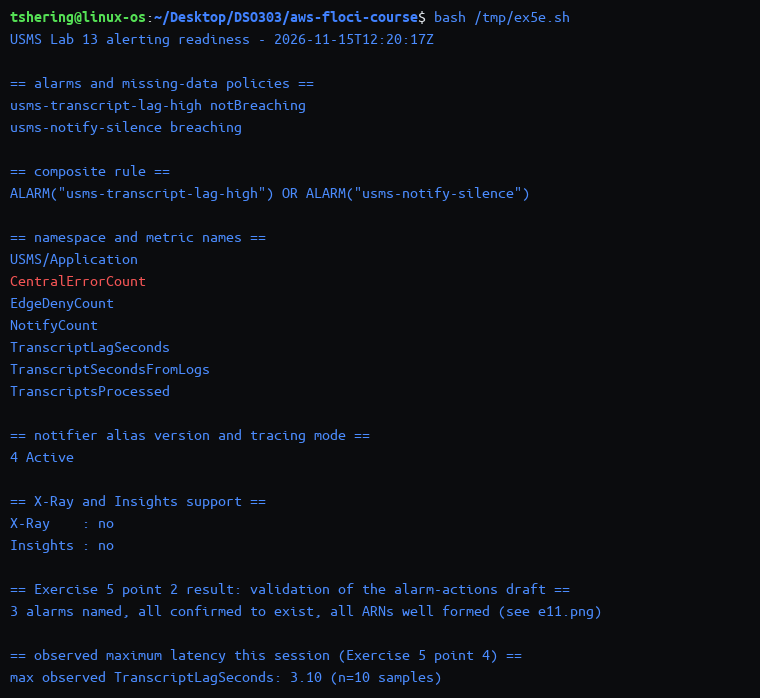 tshering@linux-os:~/Desktop/DSO303/aws-floci-course$ bash /tmp/ex5e.sh
USMS Lab 13 alerting readiness - 2026-11-15T12:20:17Z
== alarms and missing-data policies ==
usms-transcript-lag-high notBreaching
usms-notify-silence breaching
== composite rule ==
ALARM("usms-transcript-lag-high") OR ALARM("usms-notify-silence")
== namespace and metric names ==
USMS/Application
CentralErrorCount
EdgeDenyCount
NotifyCount
TranscriptLagSeconds
TranscriptSecondsFromLogs
TranscriptsProcessed
== notifier alias version and tracing mode ==
4 Active
== X-Ray and Insights support ==
X-Ray    : no
Insights : no
== Exercise 5 point 2 result: validation of the alarm-actions draft ==
3 alarms named, all confirmed to exist, all ARNs well formed (see e11.png)
== observed maximum latency this session (Exercise 5 point 4) ==
max observed TranscriptLagSeconds: 3.10 (n=10 samples)